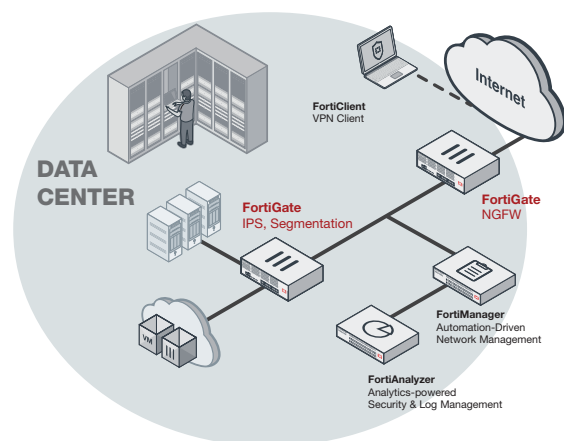 Internet
FortiClient
VPN Client
DATA
CENTER
FortiGate
NGFW
FortiGate
IPS, Segmentation
VM
FortiManager
Automation-Driven
Network Management
FortiAnalyzer
Analytics-powered
Security & Log Management